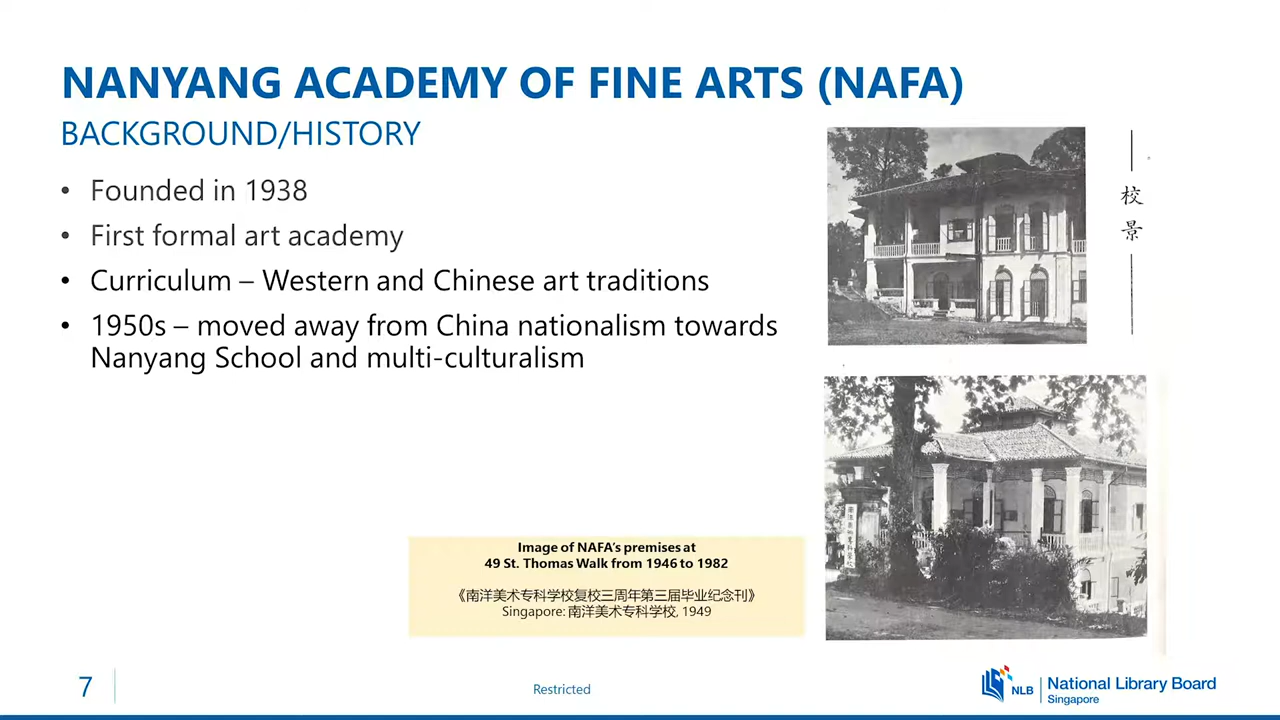 NANYANG ACADEMY OF FINE ARTS (NAFA)
BACKGROUND/HISTORY
• Founded in 1938
• First formal art academy
• Curriculum – Western and Chinese art traditions
• 1950s – moved away from China nationalism towards
Nanyang School and multi-culturalism
校景
Image of NAFA’s premises at
49 St. Thomas Walk from 1946 to 1982
《南洋美术专科学校复校三周年第三届毕业纪念刊》
Singapore: 南洋美术专科学校, 1949
7
Restricted
NLB
National Library Board
Singapore